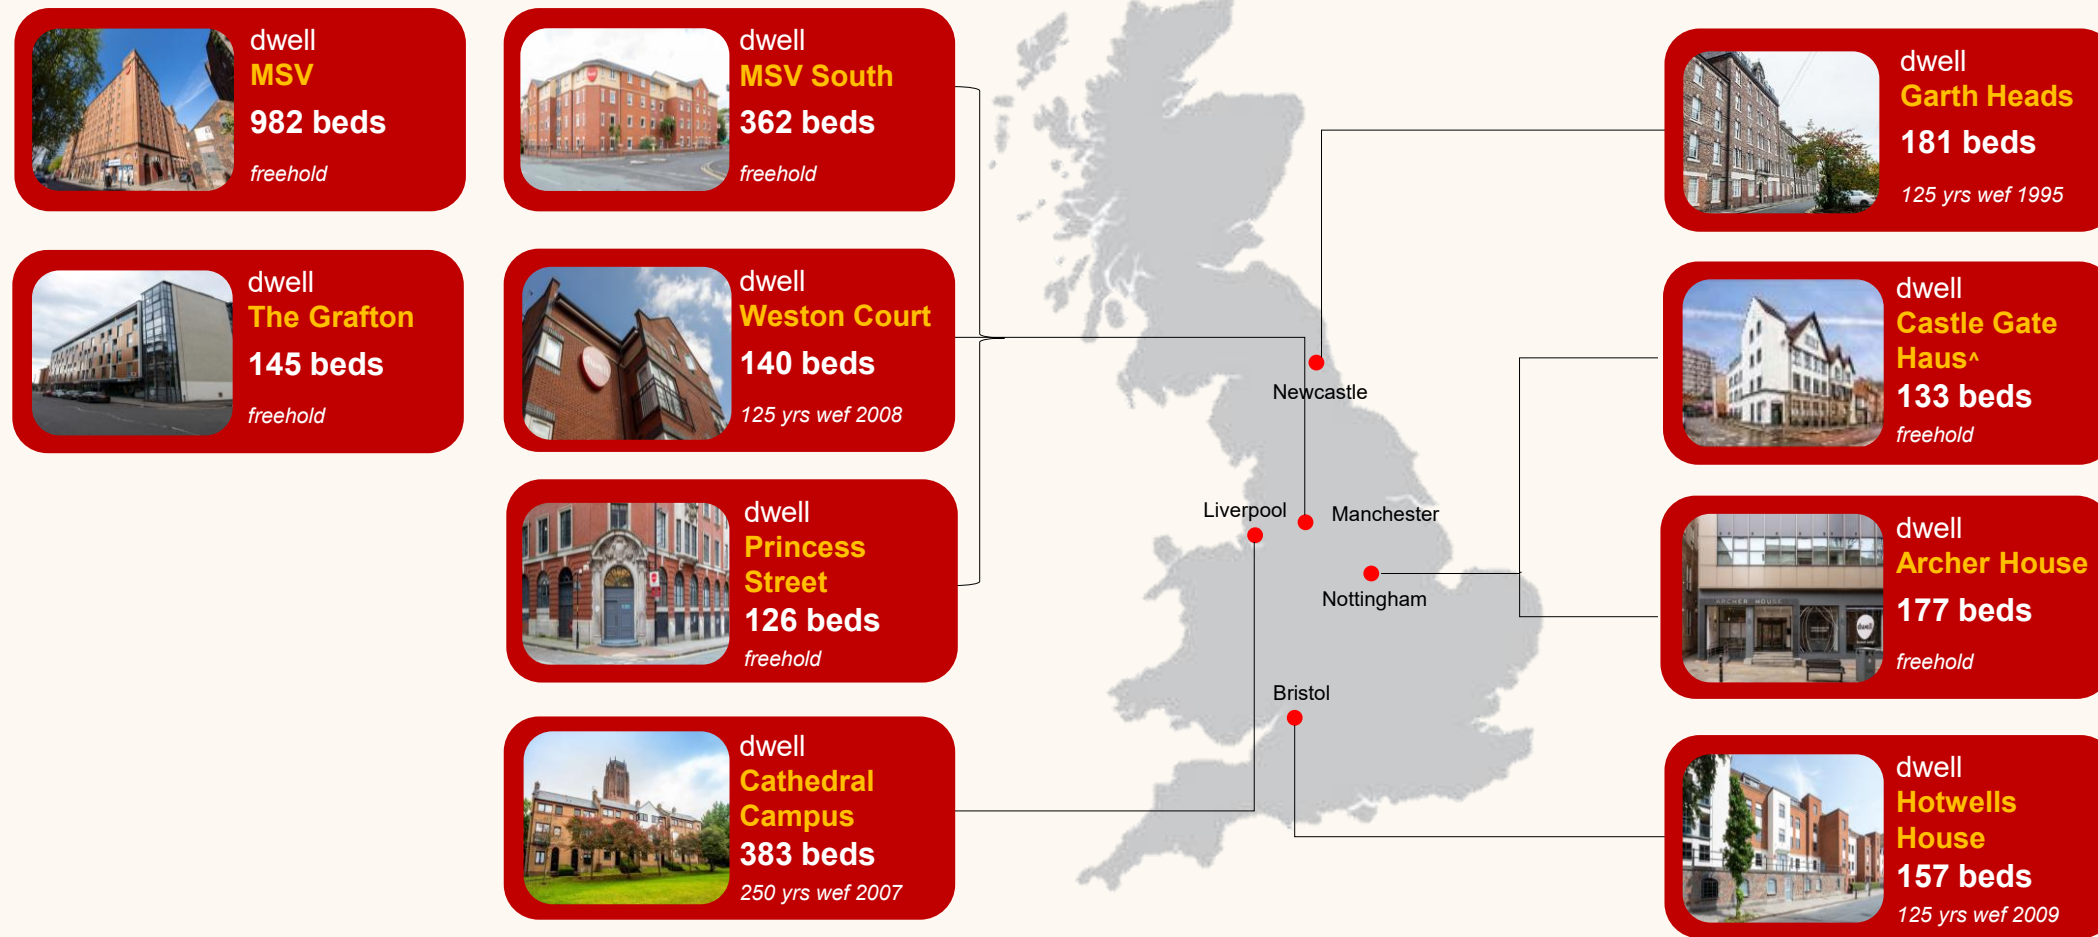 dwell
MSV
982 beds
freehold
dwell
The Grafton
145 beds
freehold
dwell
MSV South
362 beds
freehold
dwell
Weston Court
140 beds
125 yrs wef 2008
dwell
Princess
Street
126 beds
freehold
dwell
Cathedral
Campus
383 beds
250 yrs wef 2007
Newcastle
Liverpool
Manchester
Nottingham
Bristol
dwell
Garth Heads
181 beds
125 yrs wef 1995
dwell
Castle Gate
Haus^
133 beds
freehold
dwell
Archer House
177 beds
freehold
ARCHER HOUSE
dwell
dwell
Hotwells
House
157 beds
125 yrs wef 2009